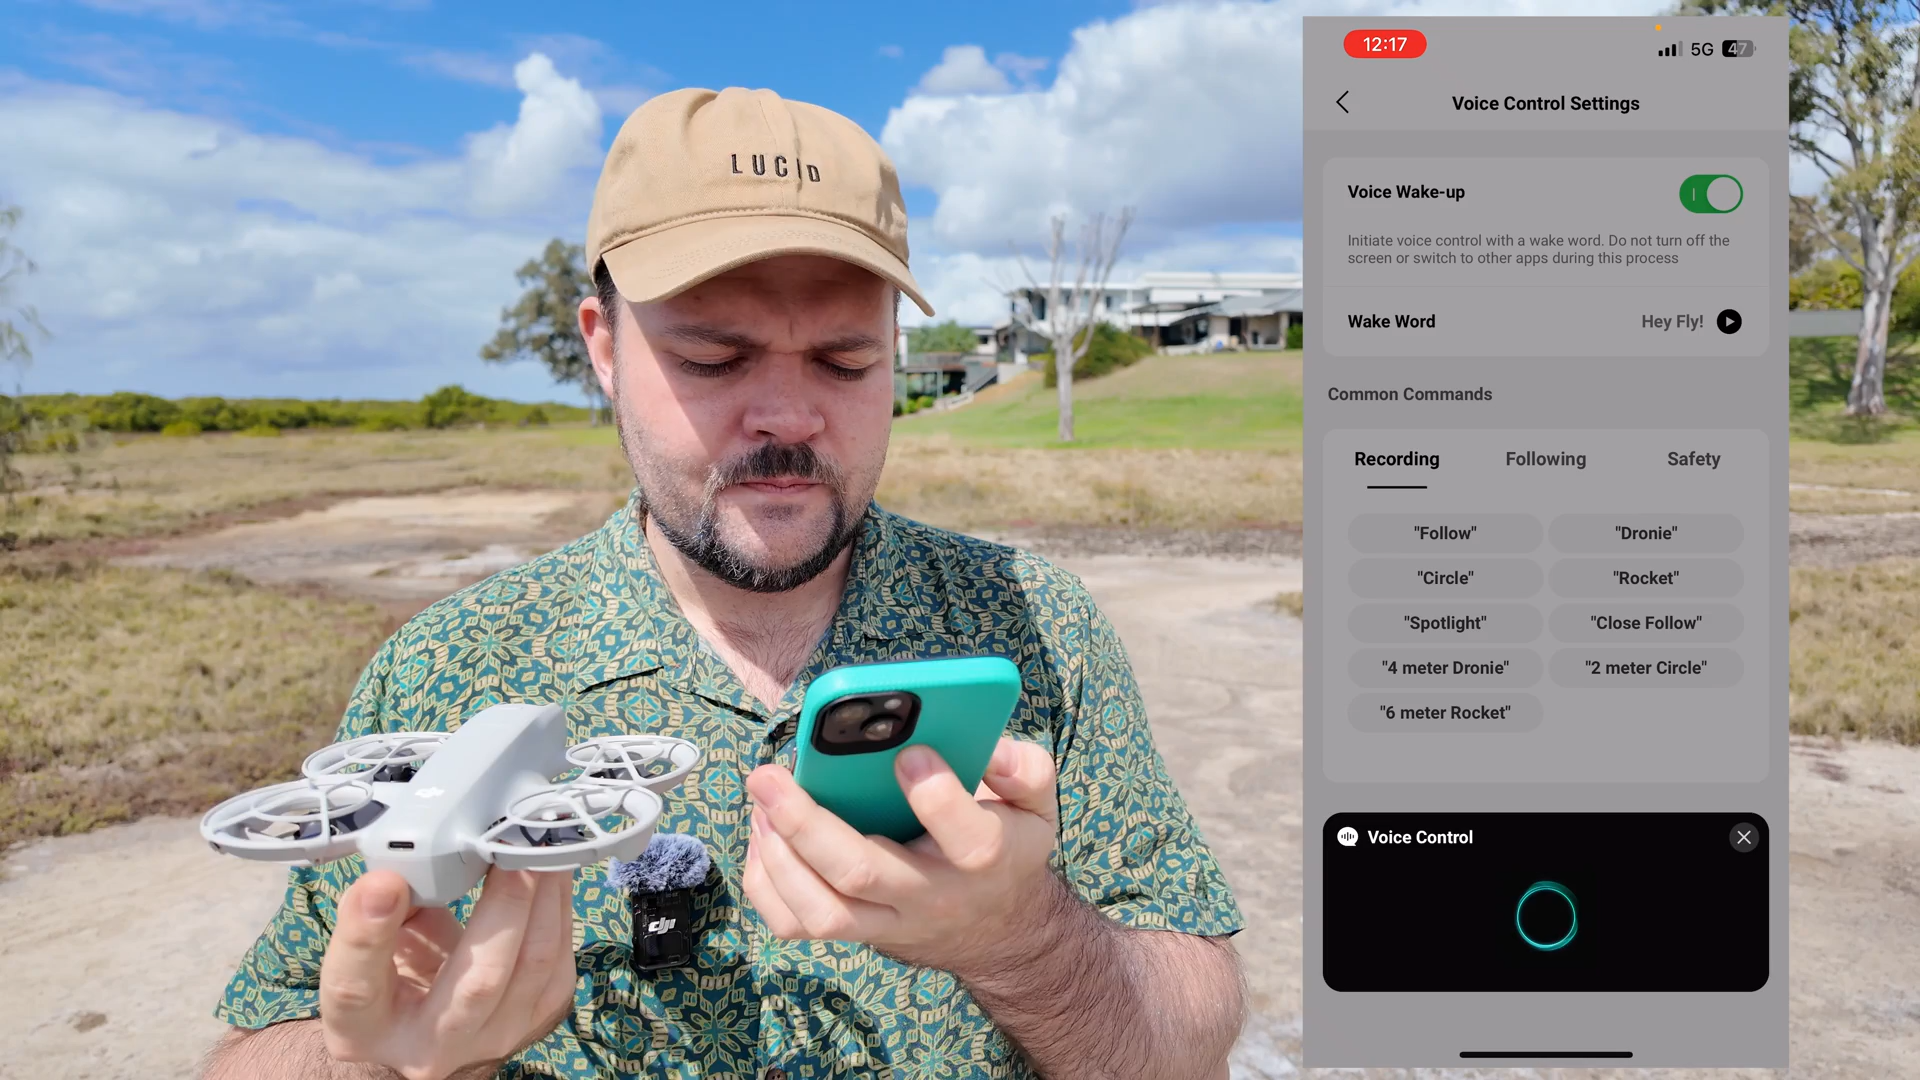 LUCID
dji
12:17
5G 47
Voice Control Settings
Voice Wake-up
Initiate voice control with a wake word. Do not turn off the
screen or switch to other apps during this process
Wake Word Hey Fly!
Common Commands
Recording Following Safety
"Follow" "Dronie"
"Circle" "Rocket"
"Spotlight" "Close Follow"
"4 meter Dronie" "2 meter Circle"
"6 meter Rocket"
Voice Control